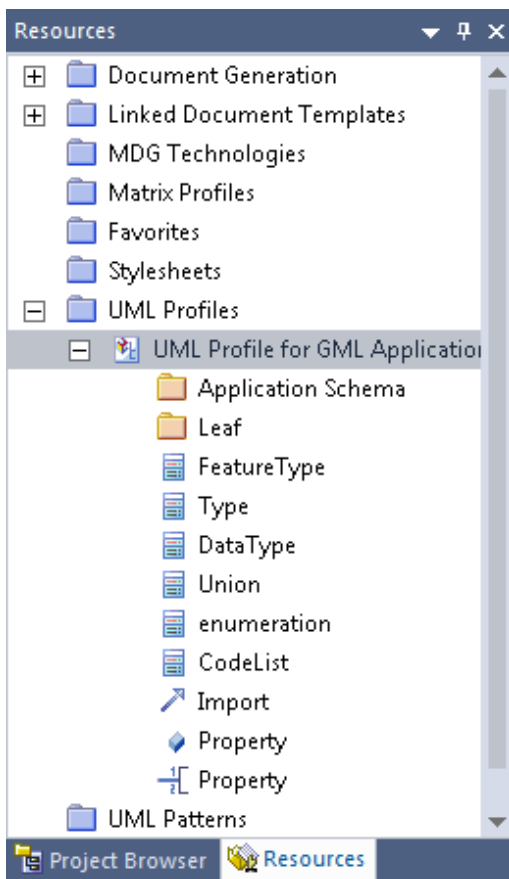 Resources
Document Generation
Linked Document Templates
MDG Technologies
Matrix Profiles
Favorites
Stylesheets
UML Profiles
UML Profile for GML Applicatio
Application Schema
Leaf
FeatureType
Type
DataType
Union
enumeration
CodeList
Import
Property
Property
UML Patterns
Project Browser Resources